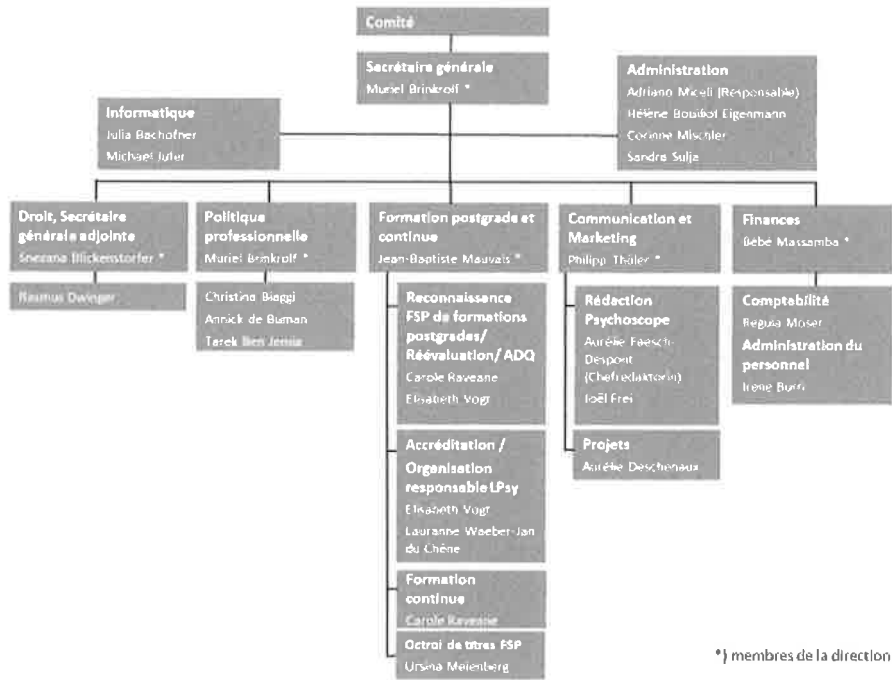 Comité
Secrétaire générale
Muriel Brinkrolf *
Administration
Adriano Miceli (Responsable)
Hélène Bouillot Eigenmann
Corinne Mischler
Sandra Sulja
Informatique
Julia Bachofner
Michael
Droit, Secrétaire
générale adjointe
Snezana Blickenstorfer *
Rasmus Dwinger
Politique
professionnelle
Muriel Brinkrolf *
Christina Biaggi
Annick de Buman
Tarek Ben Jemia
Formation postgrade et
continue
Jean-Baptiste Mauvais *
Reconnaissance
FSP de formations
postgrades/
Réévaluation/ ADQ
Carole Raveane
Elisabeth Vogt
Accréditation /
Organisation
responsable LPsy
Elisabeth Vogt
Lauranne Waeber-Jan
du Chêne
Formation
continue
Carole Raveane
Octroi de titres FSP
Ursina Meienberg
Communication et
Marketing
Philipp Thüler *
Rédaction
Psychoscope
Aurélie Faesch-
Despont
(Chefredaktorin)
Joël Frei
Projets
Aurélie Deschenaux
Finances
Bébé Massamba *
Comptabilité
Regula Moser
Administration du
personnel
Irene Burri
*) membres de la direction